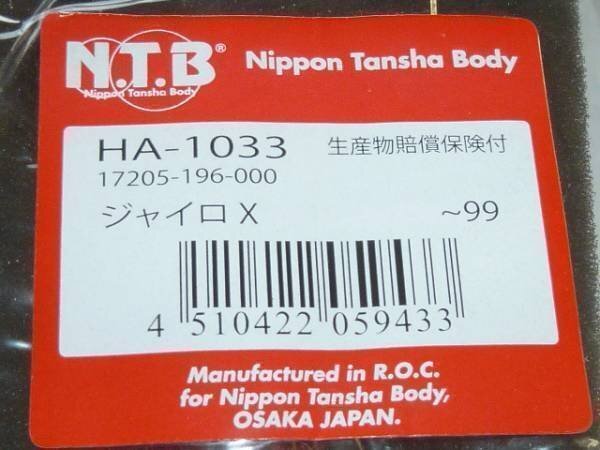 N.T.B®
Nippon Tansha Body
Nippon Tansha Body
HA-1033 生産物賠償保険付
17205-196-000
ジャイロ X ~99
4 510422 059433
Manufactured in R.O.C.
for Nippon Tansha Body,
OSAKA JAPAN.